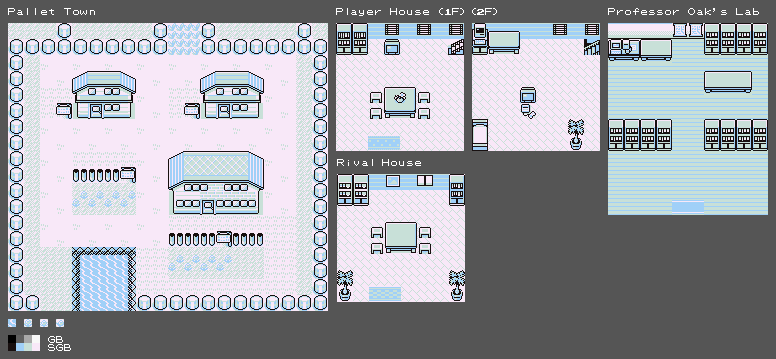 Pallet Town
Player House (1F) (2F)
Professor Oak's Lab
Rival House
GB
SGB